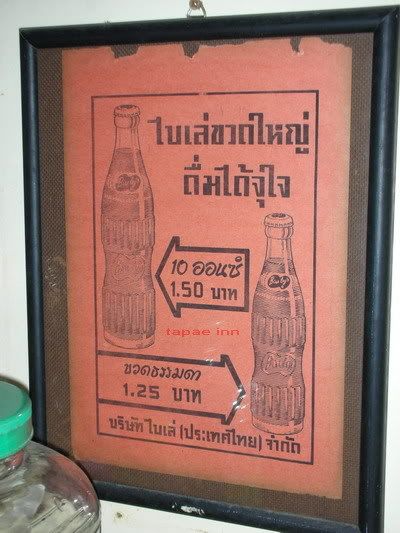 ไบเล่ขวดใหญ่
ดื่มได้จุใจ
10 ออนซ์
1.50 บาท
tapae inn
ขวดธรรมดา
1.25 บาท
บริษัท ไบเล่ (ประเทศไทย) จำกัด